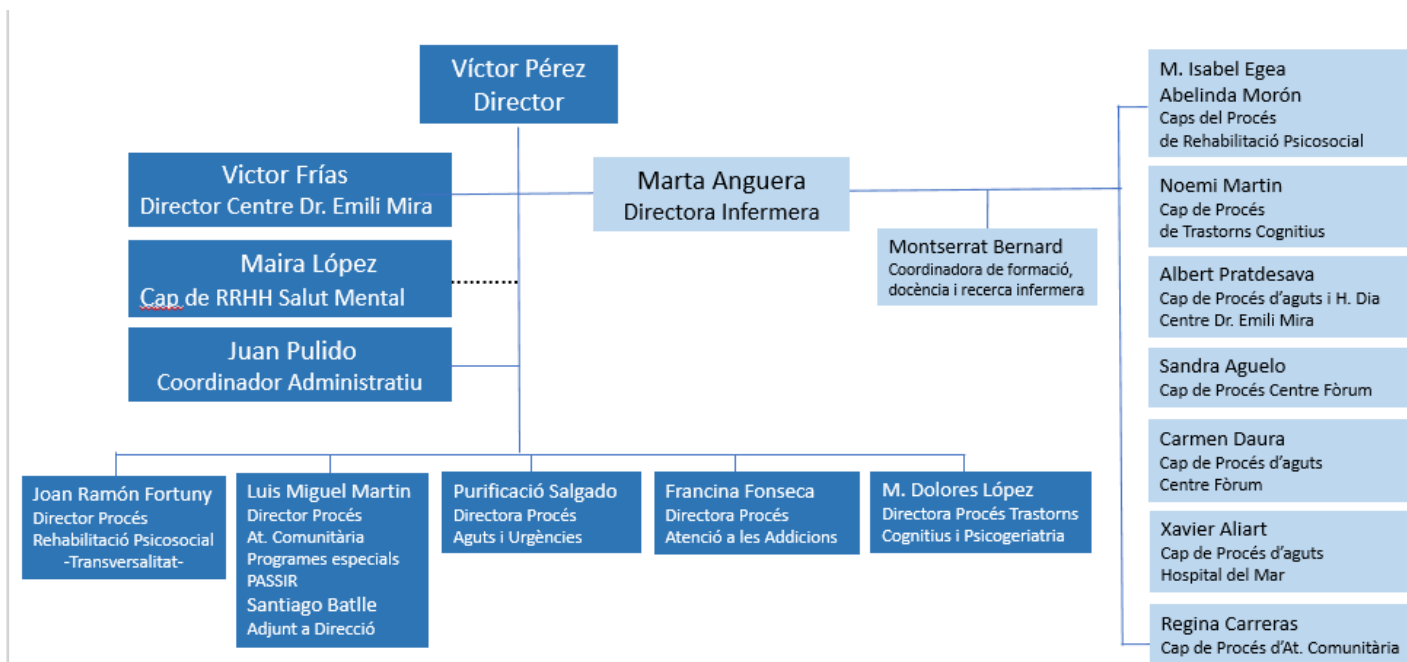 Víctor Pérez
Director
Victor Frías
Director Centre Dr. Emili Mira
Marta Anguera
Directora Infermera
Maira López
Cap de RRHH Salut Mental
Juan Pulido
Coordinador Administratiu
Montserrat Bernard
Coordinadora de formació,
docència i recerca infermera
M. Isabel Egea
Abelinda Morón
Caps del Procés
de Rehabilitació Psicosocial
Noemi Martin
Cap de Procés
de Trastorns Cognitius
Albert Pratdesava
Cap de Procés d'aguts i H. Dia
Centre Dr. Emili Mira
Sandra Aguelo
Cap de Procés Centre Fòrum
Carmen Daura
Cap de Procés d'aguts
Centre Fòrum
Xavier Aliart
Cap de Procés d'aguts
Hospital del Mar
Regina Carreras
Cap de Procés d'At. Comunitària
Joan Ramón Fortuny
Director Procés
Rehabilitació Psicosocial
-Transversalitat-
Luis Miguel Martin
Director Procés
At. Comunitària
Programes especials
PASSIR
Santiago Batlle
Adjunt a Direcció
Purificació Salgado
Directora Procés
Aguts i Urgències
Francina Fonseca
Directora Procés
Atenció a les Addicions
M. Dolores López
Directora Procés Trastorns
Cognitius i Psicogeriatria